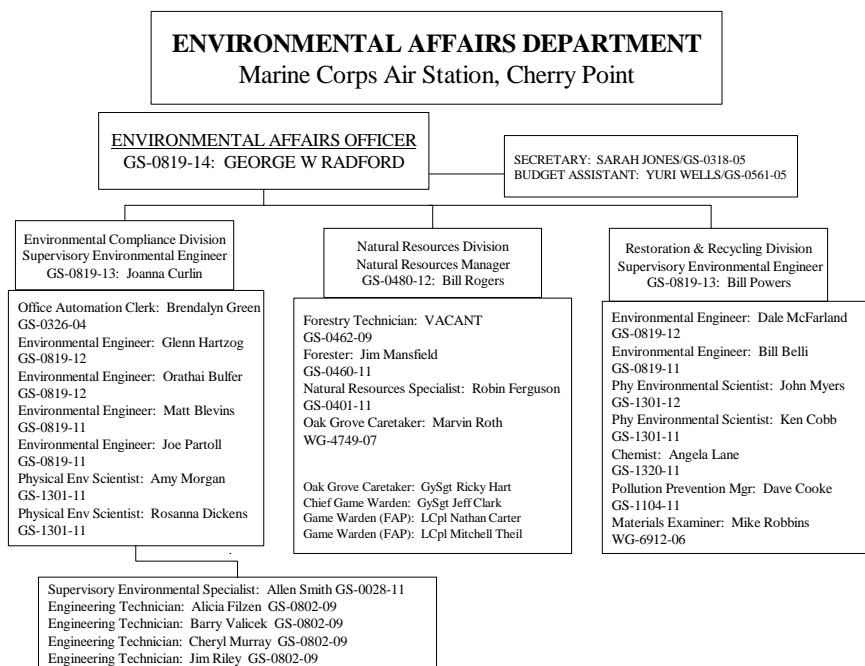 ENVIRONMENTAL AFFAIRS DEPARTMENT
Marine Corps Air Station, Cherry Point
ENVIRONMENTAL AFFAIRS OFFICER
GS-0819-14: GEORGE W RADFORD
SECRETARY: SARAH JONES/GS-0318-05
BUDGET ASSISTANT: YURI WELLS/GS-0561-05
Environmental Compliance Division
Supervisory Environmental Engineer
GS-0819-13: Joanna Curlin
Office Automation Clerk: Brendalyn Green
GS-0326-04
Environmental Engineer: Glenn Hartzog
GS-0819-12
Environmental Engineer: Orathai Bulfer
GS-0819-12
Environmental Engineer: Matt Blevins
GS-0819-11
Environmental Engineer: Joe Partoll
GS-0819-11
Physical Env Scientist: Amy Morgan
GS-1301-11
Physical Env Scientist: Rosanna Dickens
GS-1301-11
Supervisory Environmental Specialist: Allen Smith GS-0028-11
Engineering Technician: Alicia Filzen GS-0802-09
Engineering Technician: Barry Valicek GS-0802-09
Engineering Technician: Cheryl Murray GS-0802-09
Engineering Technician: Jim Riley GS-0802-09
Natural Resources Division
Natural Resources Manager
GS-0480-12: Bill Rogers
Forestry Technician: VACANT
GS-0462-09
Forester: Jim Mansfield
GS-0460-11
Natural Resources Specialist: Robin Ferguson
GS-0401-11
Oak Grove Caretaker: Marvin Roth
WG-4749-07
Oak Grove Caretaker: GySgt Ricky Hart
Chief Game Warden: GySgt Jeff Clark
Game Warden (FAP): LCpl Nathan Carter
Game Warden (FAP): LCpl Mitchell Theil
Restoration & Recycling Division
Supervisory Environmental Engineer
GS-0819-13: Bill Powers
Environmental Engineer: Dale McFarland
GS-0819-12
Environmental Engineer: Bill Belli
GS-0819-11
Phy Environmental Scientist: John Myers
GS-1301-12
Phy Environmental Scientist: Ken Cobb
GS-1301-11
Chemist: Angela Lane
GS-1320-11
Pollution Prevention Mgr: Dave Cooke
GS-1104-11
Materials Examiner: Mike Robbins
WG-6912-06